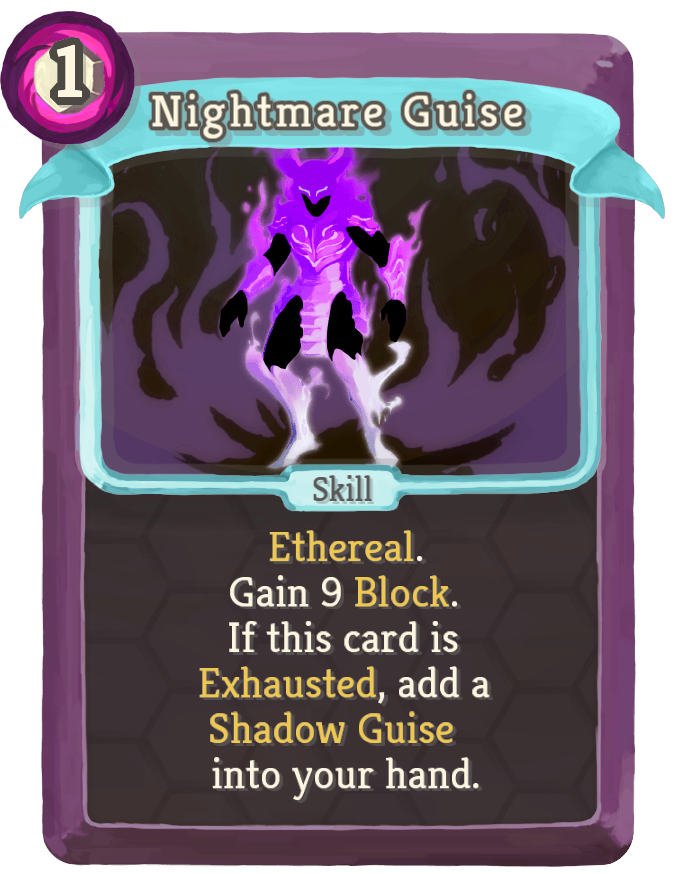 1
Nightmare Guise
Skill
Ethereal.
Gain 9 Block.
If this card is
Exhausted, add a
Shadow Guise
into your hand.